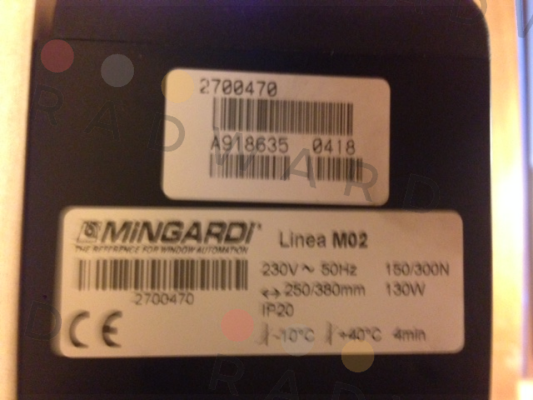 2700470
A918635 0418
MiNGARDi
Linea M02
THE REFERENCE FOR WINDOW AUTOMATION
230V ~ 50Hz 150/300N
↔ 250/380mm 130W
2700470
IP20
CE
-10°C +40°C 4min
RADWARD